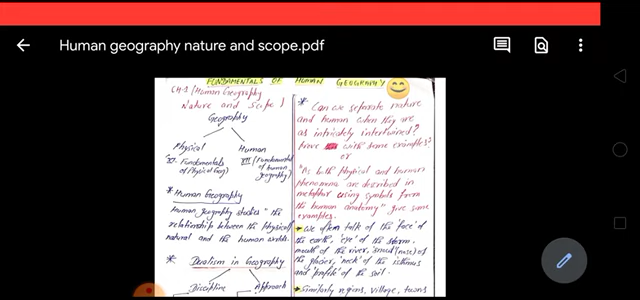 Human geography nature and scope.pdf
FUNDAMENTALS OF HUMAN GEOGRAPHY
CH-1 (Human Geography
Nature and Scope)
Geography
Physical Human
XI- Fundamentals XII (Fundamental
of Physical Geog) of human
geography)
* Human Geography
Human geography studies "the
relationship between the physical/
natural and the human worlds.
* Dualism in Geography
Discipline Approach
* Can we separate nature
and human when they are
so intricately intertwined?
Prove with some examples?
or
"As both physical and human
phenomena are described in
metaphor using symbols from
the human anatomy" give some
examples.
* We often talk of the 'face' of
the earth, 'eye' of the storm,
mouth of the river, snout (nose) of
the glacier, 'neck' of the isthmus
and 'profile' of the soil.
* Similarly regions, village, towns